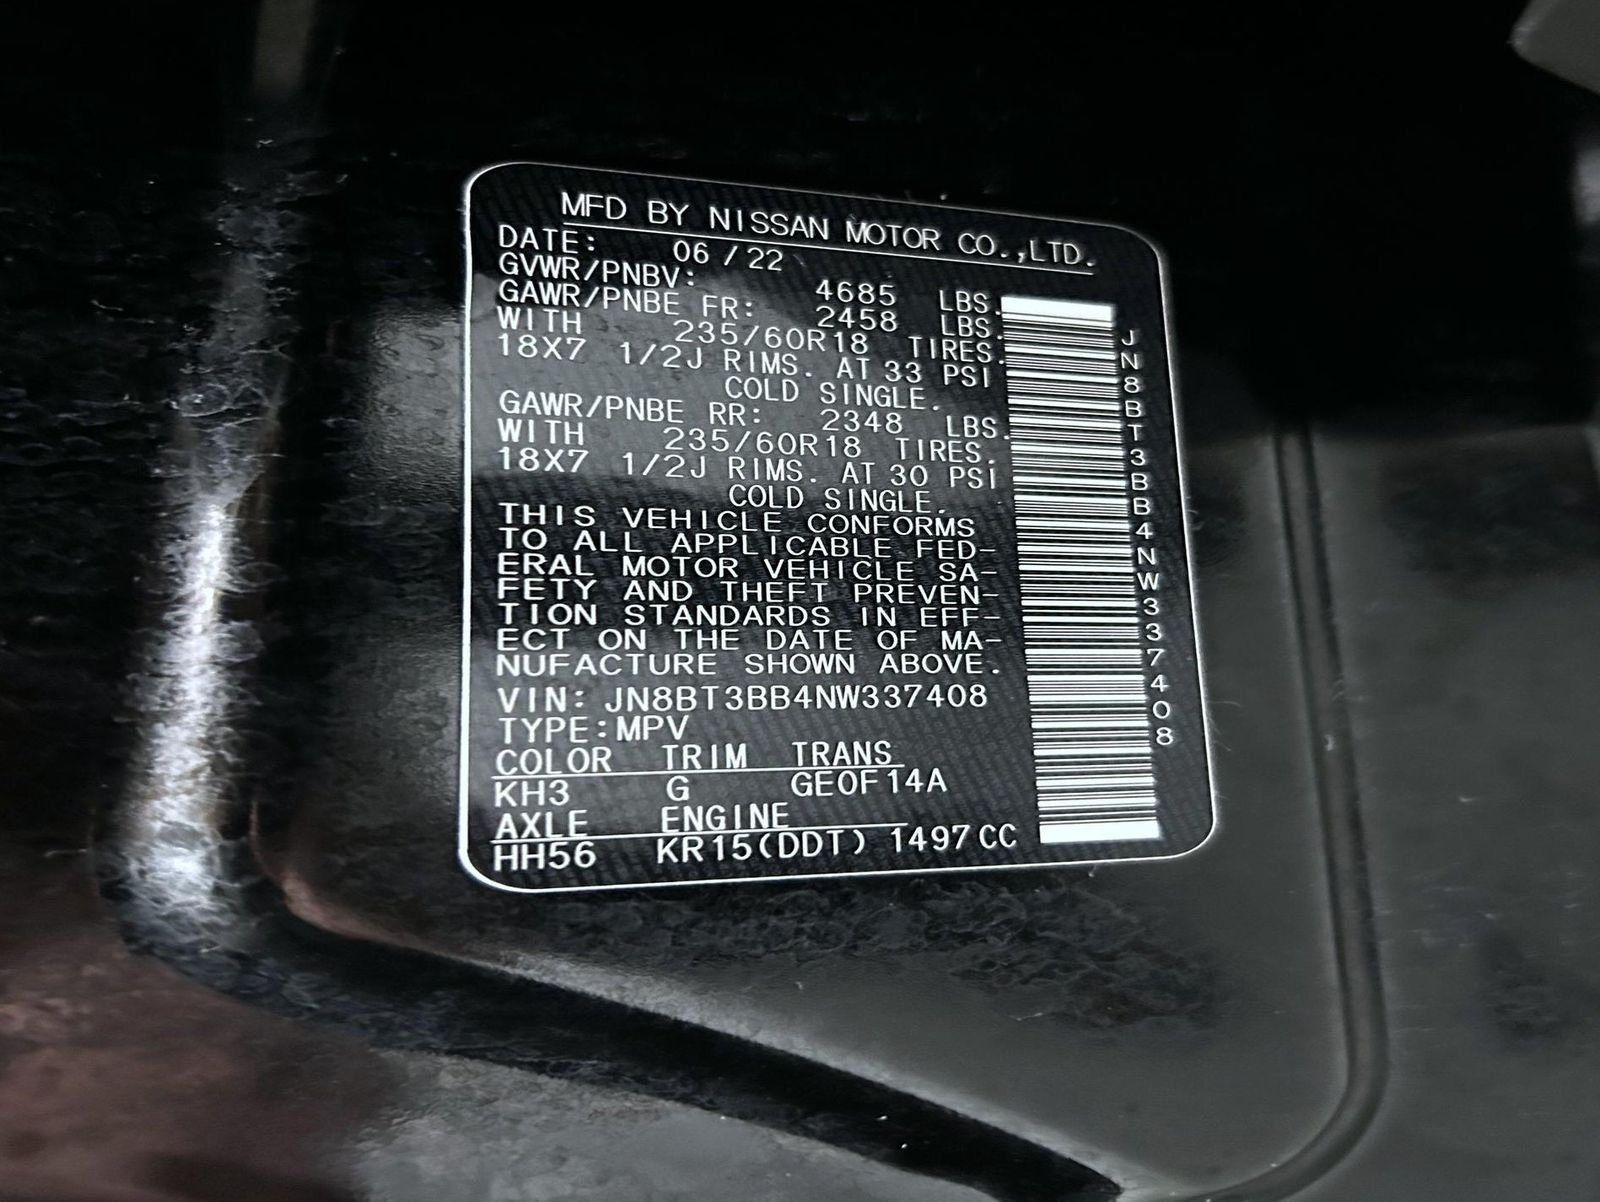 MFD BY NISSAN MOTOR CO.,LTD.
DATE: 06 / 22
GVWR/PNBV: 4685 LBS.
GAWR/PNBE FR: 2458 LBS.
WITH 235/60R18 TIRES.
18X7 1/2J RIMS. AT 33 PSI
COLD SINGLE.
GAWR/PNBE RR: 2348 LBS.
WITH 235/60R18 TIRES.
18X7 1/2J RIMS. AT 30 PSI
COLD SINGLE.
THIS VEHICLE CONFORMS
TO ALL APPLICABLE FED-
ERAL MOTOR VEHICLE SA-
FETY AND THEFT PREVEN-
TION STANDARDS IN EFF-
ECT ON THE DATE OF MA-
NUFACTURE SHOWN ABOVE.
VIN: JN8BT3BB4NW337408
TYPE:MPV
COLOR TRIM TRANS
KH3 G GE0F14A
AXLE ENGINE
HH56 KR15(DDT) 1497CC
JN8BT3BB4NW337408